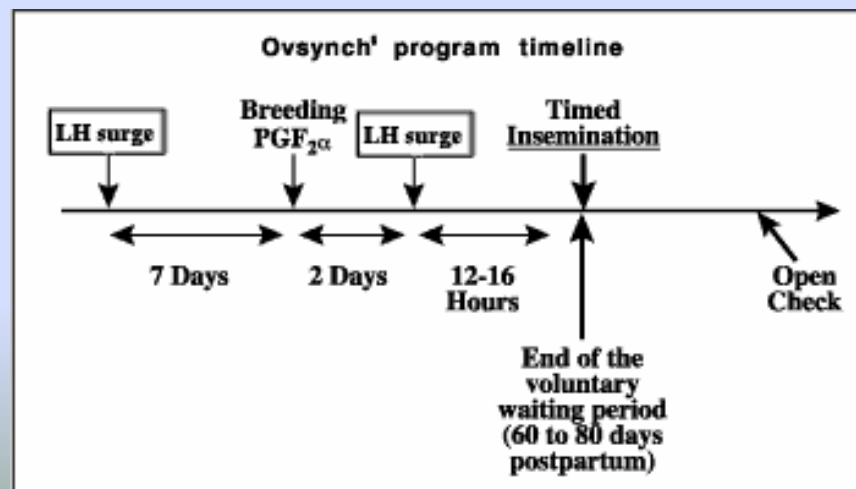 Ovsynch' program timeline
LH surge
Breeding
PGF2α
LH surge
Timed
Insemination
7 Days
2 Days
12-16
Hours
Open
Check
End of the
voluntary
waiting period
(60 to 80 days
postpartum)